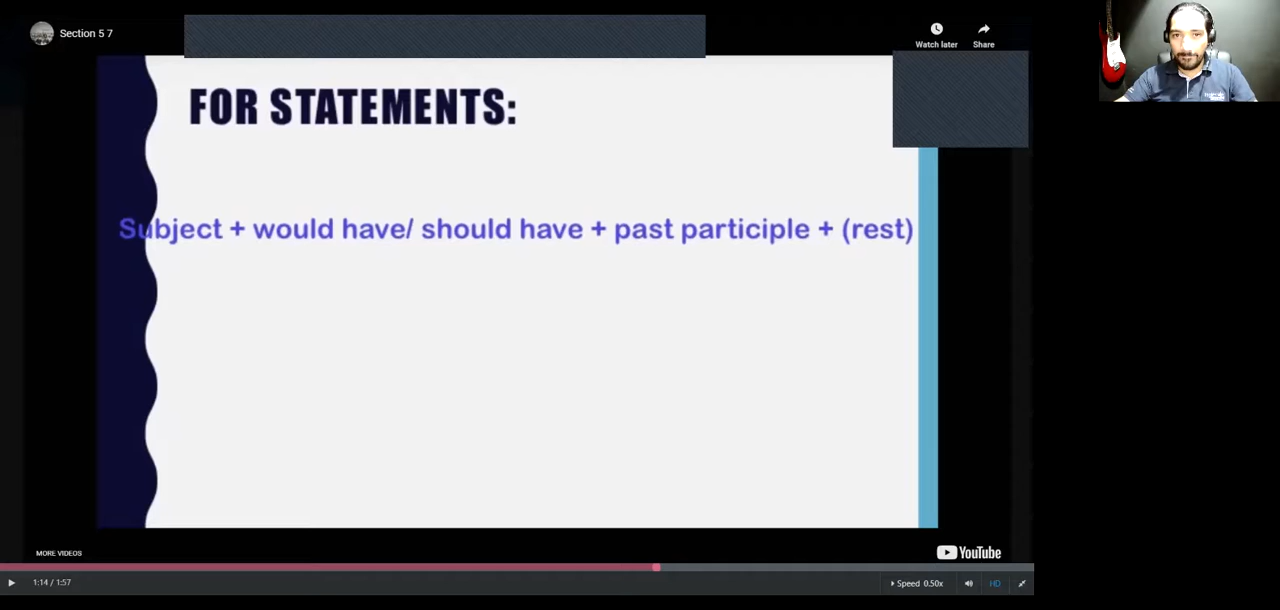 Section 5 7
Watch later
Share
FOR STATEMENTS:
Subject + would have/ should have + past participle + (rest)
MORE VIDEOS
YouTube
1:14 / 1:57
Speed 0.50x
HD